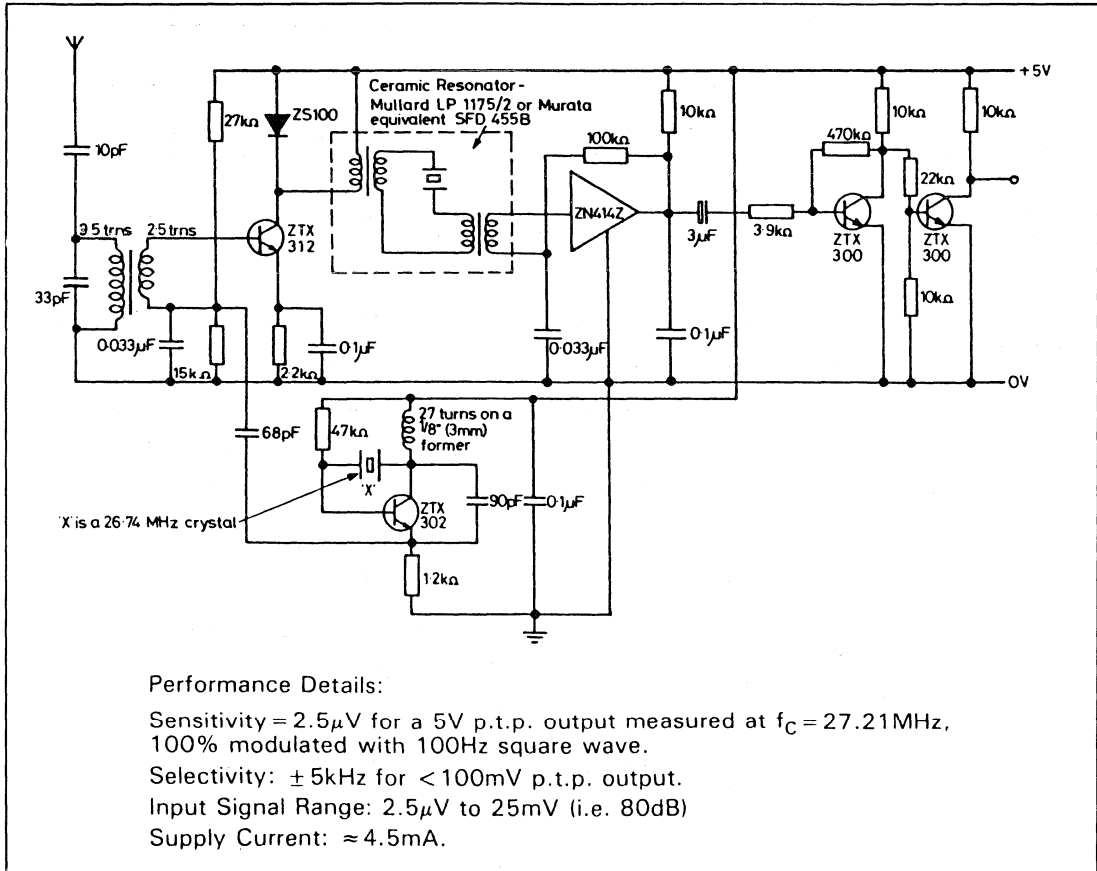 +5V
Ceramic Resonator-
Mullard LP 1175/2 or Murata
equivalent SFD 455B
ZS100
27kΩ
10kΩ
10kΩ
10kΩ
100kΩ
470kΩ
10pF
22kΩ
ZN414Z
9·5 trns
2·5 trns
ZTX
312
3µF
3·9kΩ
ZTX
300
ZTX
300
33pF
10kΩ
0·033µF
0·1µF
0·033µF
0·1µF
15kΩ
2·2kΩ
0V
27 turns on a
1/8" (3mm)
former
68pF
47kΩ
'X'
90pF
0·1µF
'X' is a 26·74 MHz crystal
ZTX
302
1·2kΩ
Performance Details:
Sensitivity = 2.5µV for a 5V p.t.p. output measured at fC = 27.21MHz,
100% modulated with 100Hz square wave.
Selectivity: ± 5kHz for < 100mV p.t.p. output.
Input Signal Range: 2.5µV to 25mV (i.e. 80dB)
Supply Current: ≈ 4.5mA.